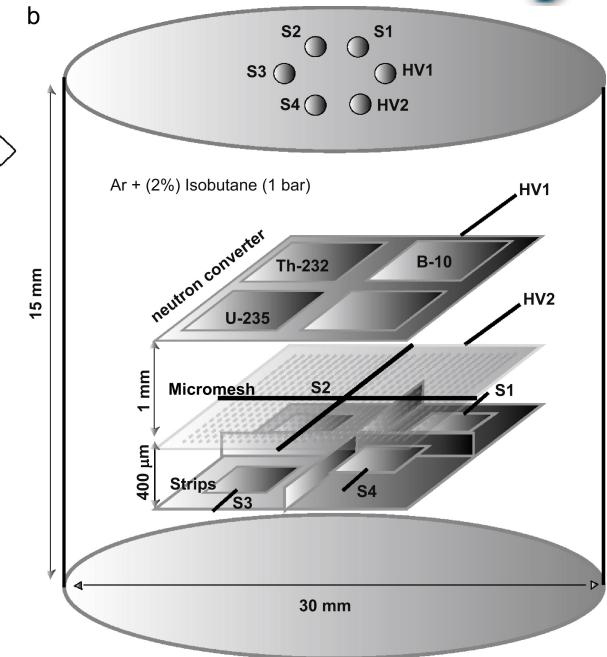 b
S2
S1
S3
HV1
S4
HV2
Ar + (2%) Isobutane (1 bar)
HV1
neutron converter
Th-232
B-10
U-235
HV2
15 mm
1 mm
Micromesh
S2
S1
400 µm
Strips
S3
S4
30 mm